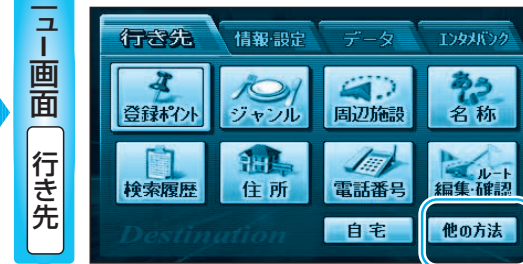 ニュー画面
行き先
行き先 情報・設定 データ エンタメバンク
登録ポイント ジャンル 周辺施設 あう 名称
検索履歴 住所 電話番号 ルート 編集・確認
Destination 自宅 他の方法